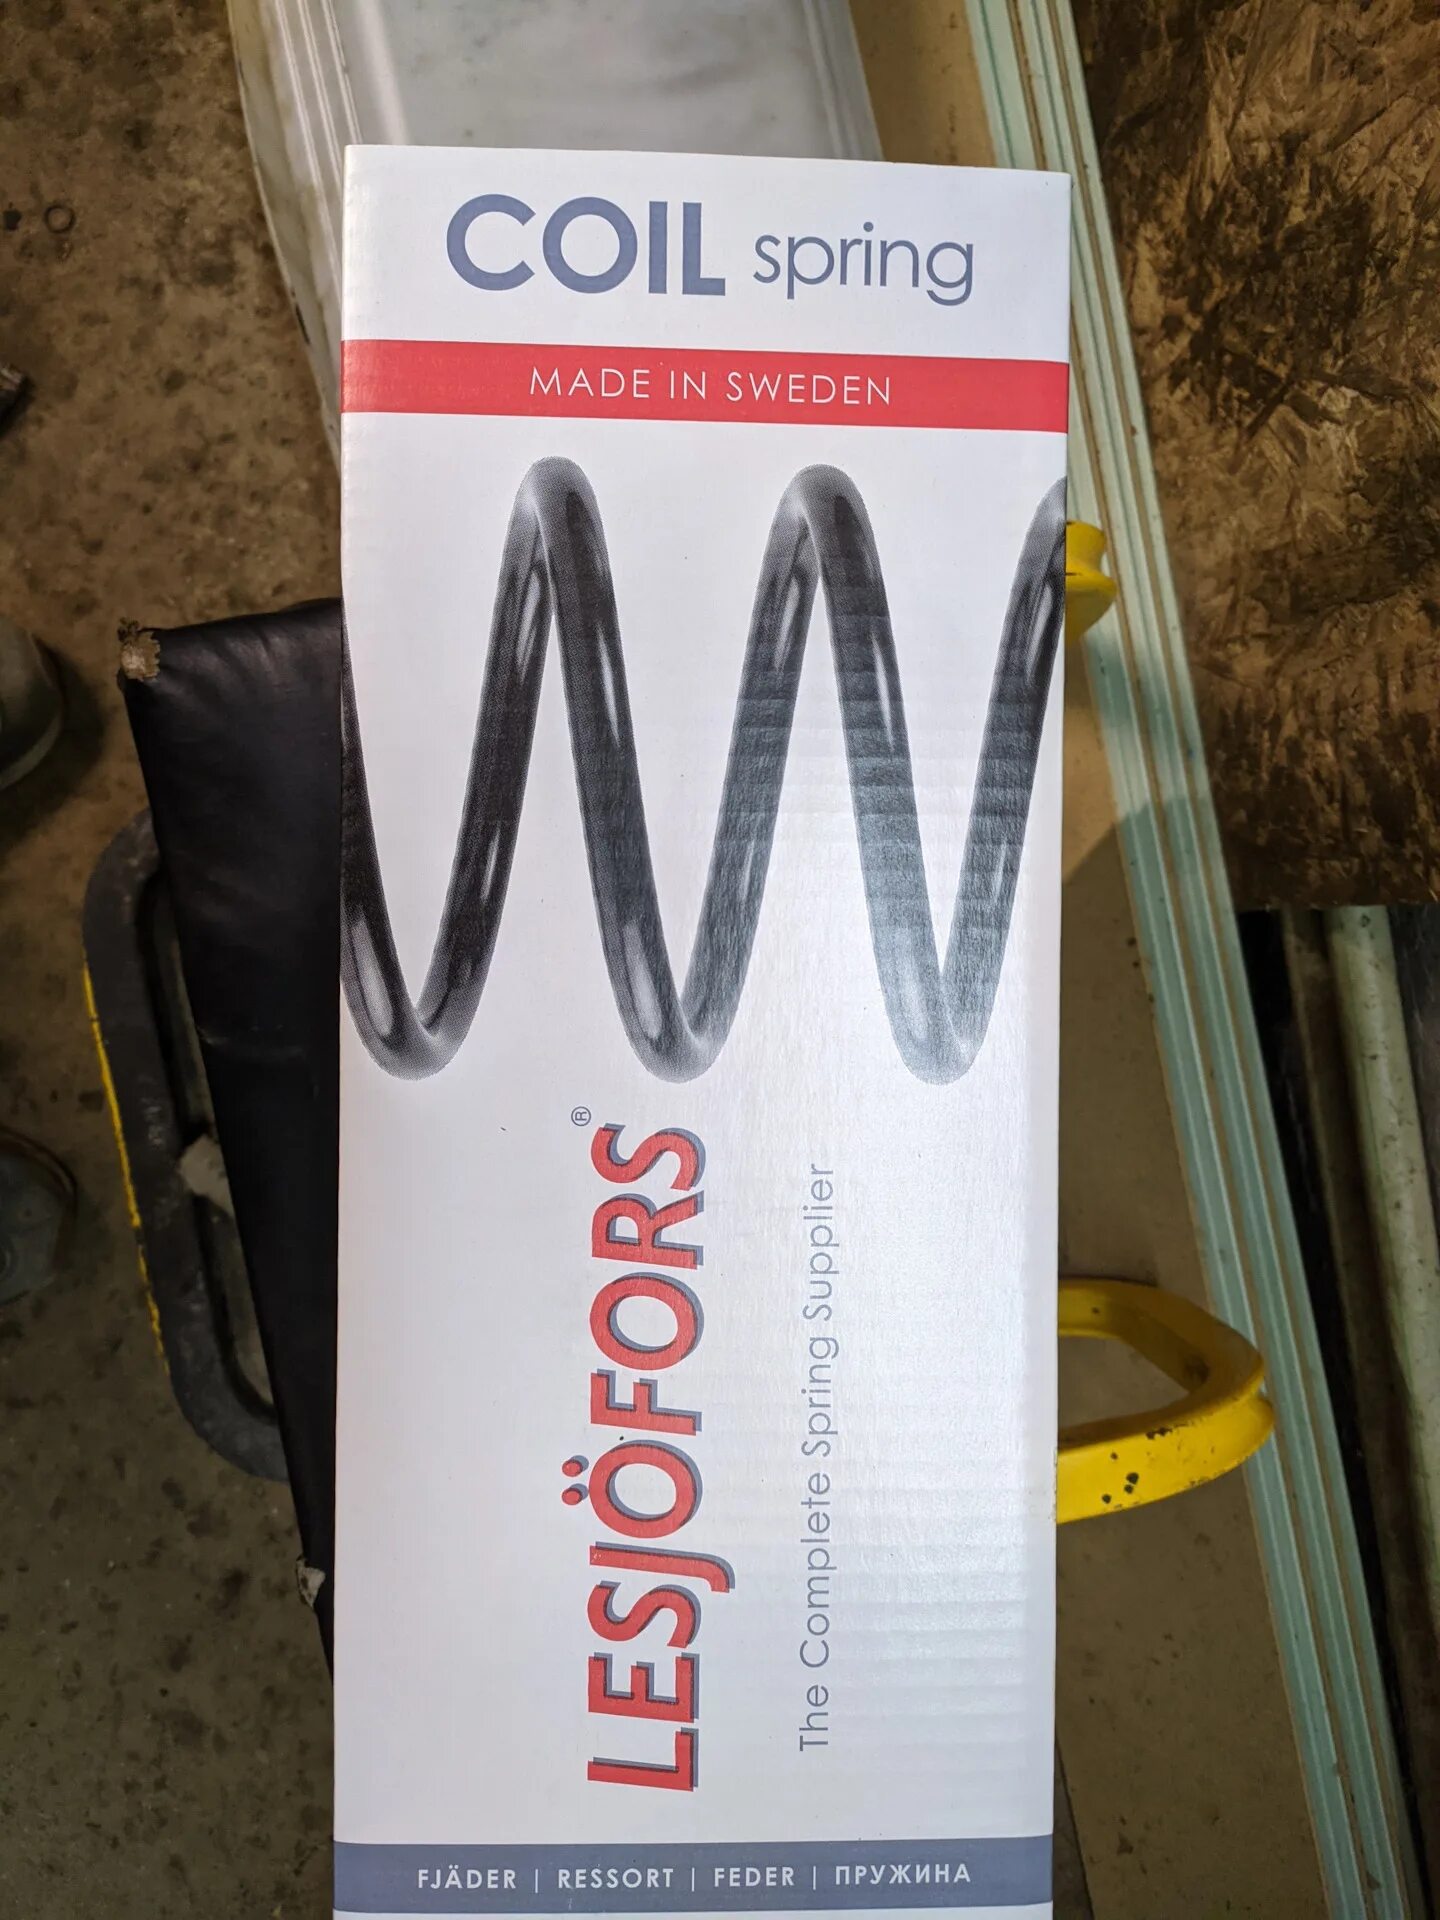 COIL spring
MADE IN SWEDEN
LESJÖFORS®
The Complete Spring Supplier
FJÄDER | RESSORT | FEDER | ПРУЖИНА